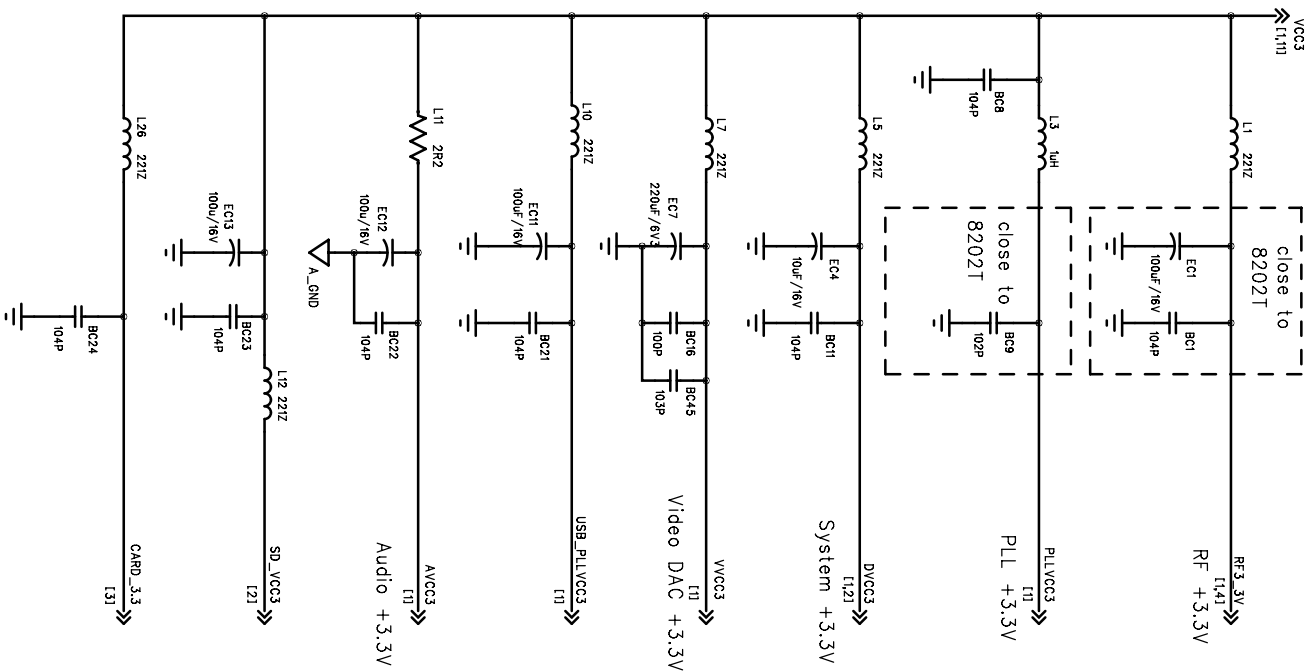 VCC3
[1,11]
L1
221Z
close to
8202T
EC1
100uF/16V
BC1
104P
RF3_3V
[1,4]
RF +3.3V
BC8
104P
L3
1uH
close to
8202T
BC9
102P
PLLVCC3
[1]
PLL +3.3V
L5
221Z
EC4
10uF/16V
BC11
104P
DVCC3
[1,2]
System +3.3V
L7
221Z
EC7
220uF/6V3
BC16
100P
BC45
103P
VVCC3
[1]
Video DAC +3.3V
L10
221Z
EC11
100uF/16V
BC21
104P
USB_PLLVCC3
[1]
L11
2R2
EC12
100u/16V
A_GND
BC22
104P
AVCC3
[1]
Audio +3.3V
EC13
100u/16V
BC23
104P
L12 221Z
SD_VCC3
[2]
L26
221Z
BC24
104P
CARD_3.3
[3]